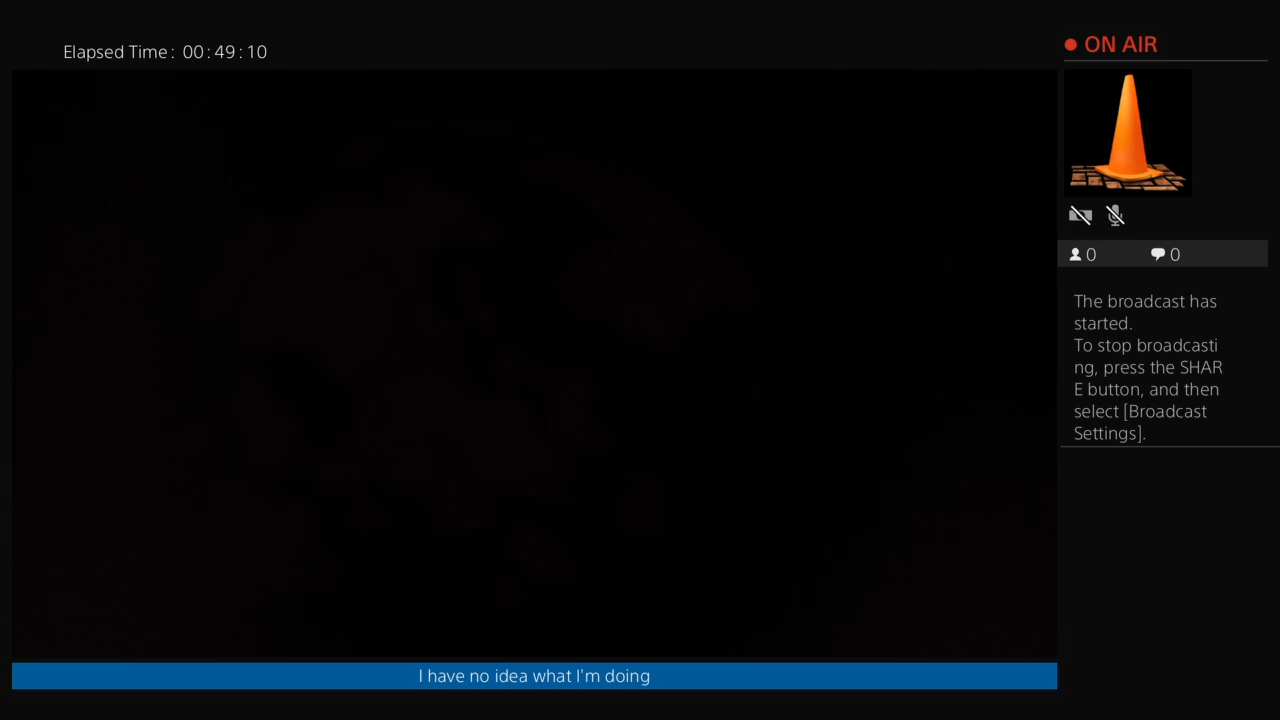 Elapsed Time: 00:49:10
ON AIR
0 0
The broadcast has
started.
To stop broadcasti
ng, press the SHAR
E button, and then
select [Broadcast
Settings].
I have no idea what I'm doing